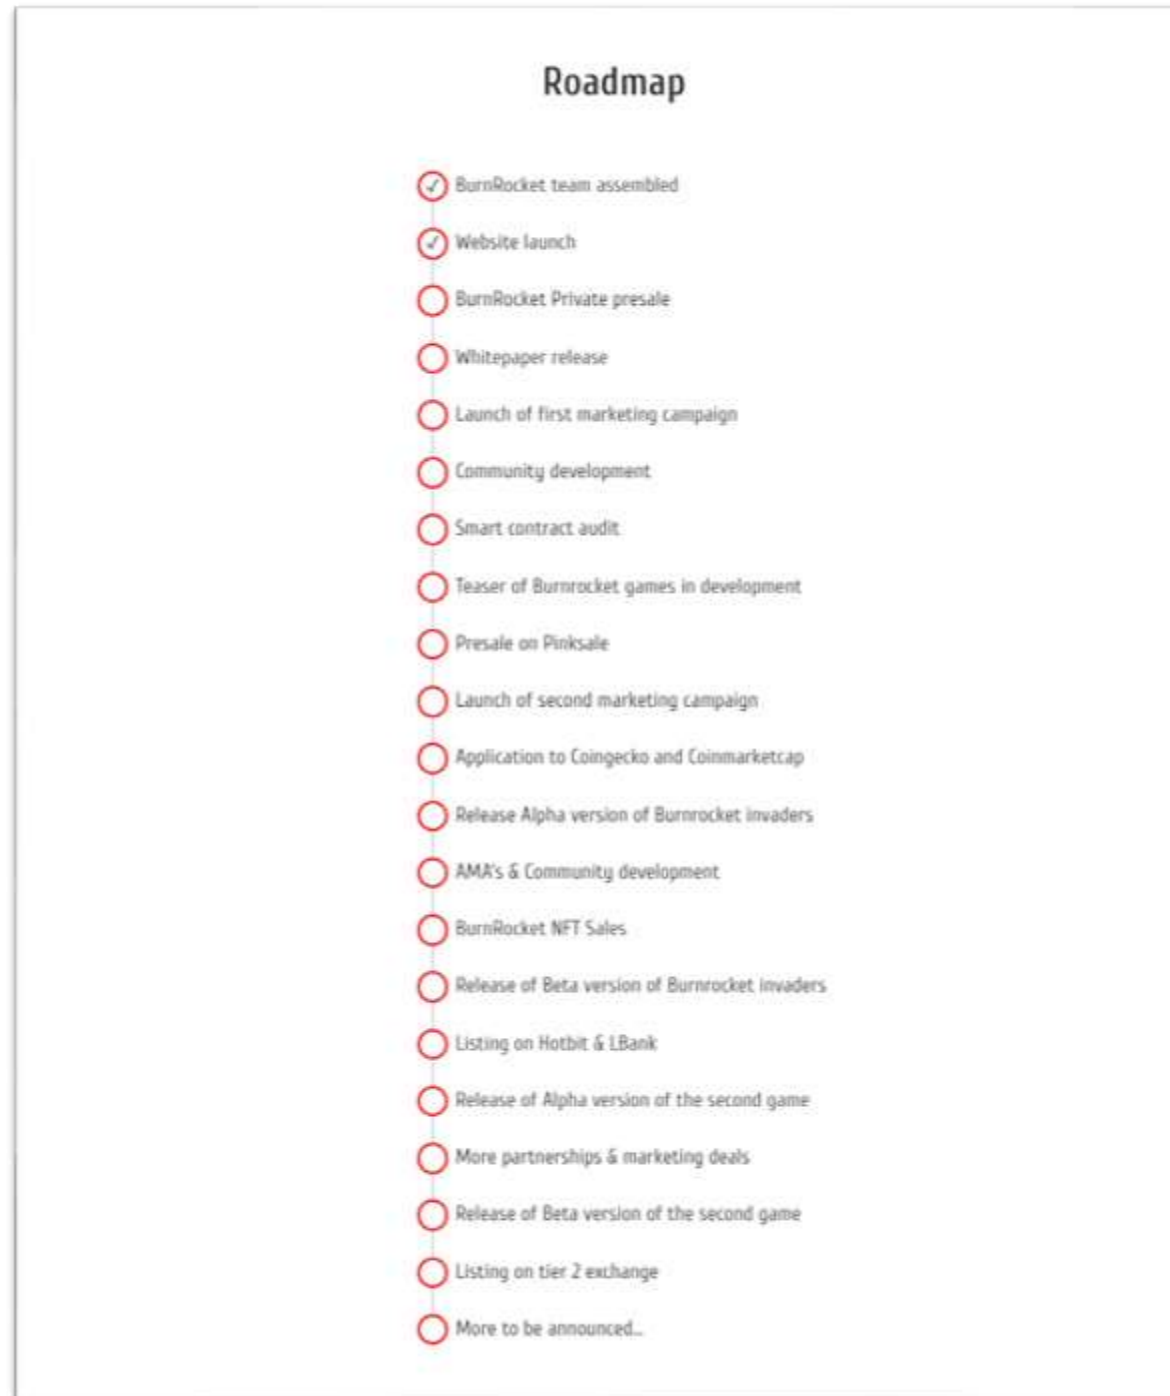 Roadmap
BurnRocket team assembled
Website launch
BurnRocket Private presale
Whitepaper release
Launch of first marketing campaign
Community development
Smart contract audit
Teaser of Burnrocket games in development
Presale on Pinksale
Launch of second marketing campaign
Application to Coingecko and Coinmarketcap
Release Alpha version of Burnrocket invaders
AMA's & Community development
BurnRocket NFT Sales
Release of Beta version of Burnrocket invaders
Listing on Hotbit & LBank
Release of Alpha version of the second game
More partnerships & marketing deals
Release of Beta version of the second game
Listing on tier 2 exchange
More to be announced...